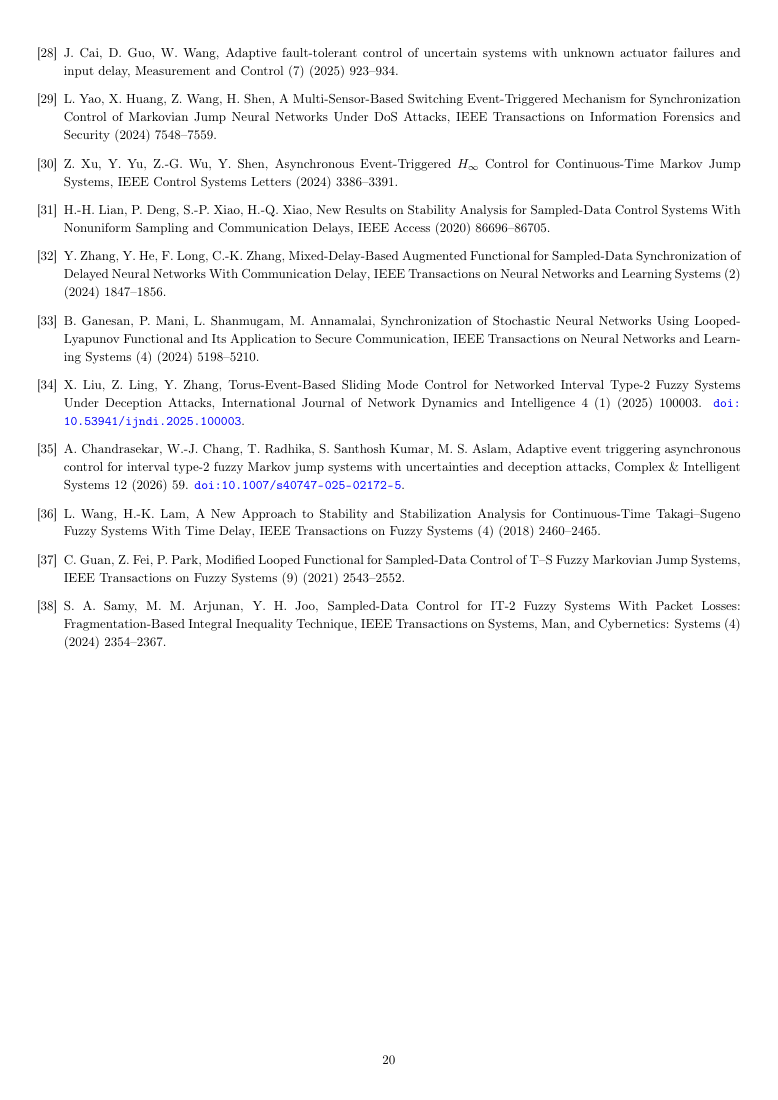 [28] J. Cai, D. Guo, W. Wang, Adaptive fault-tolerant control of uncertain systems with unknown actuator failures and
input delay, Measurement and Control (7) (2025) 923–934.
[29] L. Yao, X. Huang, Z. Wang, H. Shen, A Multi-Sensor-Based Switching Event-Triggered Mechanism for Synchronization
Control of Markovian Jump Neural Networks Under DoS Attacks, IEEE Transactions on Information Forensics and
Security (2024) 7548–7559.
[30] Z. Xu, Y. Yu, Z.-G. Wu, Y. Shen, Asynchronous Event-Triggered H∞ Control for Continuous-Time Markov Jump
Systems, IEEE Control Systems Letters (2024) 3386–3391.
[31] H.-H. Lian, P. Deng, S.-P. Xiao, H.-Q. Xiao, New Results on Stability Analysis for Sampled-Data Control Systems With
Nonuniform Sampling and Communication Delays, IEEE Access (2020) 86696–86705.
[32] Y. Zhang, Y. He, F. Long, C.-K. Zhang, Mixed-Delay-Based Augmented Functional for Sampled-Data Synchronization of
Delayed Neural Networks With Communication Delay, IEEE Transactions on Neural Networks and Learning Systems (2)
(2024) 1847–1856.
[33] B. Ganesan, P. Mani, L. Shanmugam, M. Annamalai, Synchronization of Stochastic Neural Networks Using Looped-
Lyapunov Functional and Its Application to Secure Communication, IEEE Transactions on Neural Networks and Learn-
ing Systems (4) (2024) 5198–5210.
[34] X. Liu, Z. Ling, Y. Zhang, Torus-Event-Based Sliding Mode Control for Networked Interval Type-2 Fuzzy Systems
Under Deception Attacks, International Journal of Network Dynamics and Intelligence 4 (1) (2025) 100003. doi:
10.53941/ijndi.2025.100003.
[35] A. Chandrasekar, W.-J. Chang, T. Radhika, S. Santhosh Kumar, M. S. Aslam, Adaptive event triggering asynchronous
control for interval type-2 fuzzy Markov jump systems with uncertainties and deception attacks, Complex & Intelligent
Systems 12 (2026) 59. doi:10.1007/s40747-025-02172-5.
[36] L. Wang, H.-K. Lam, A New Approach to Stability and Stabilization Analysis for Continuous-Time Takagi–Sugeno
Fuzzy Systems With Time Delay, IEEE Transactions on Fuzzy Systems (4) (2018) 2460–2465.
[37] C. Guan, Z. Fei, P. Park, Modified Looped Functional for Sampled-Data Control of T–S Fuzzy Markovian Jump Systems,
IEEE Transactions on Fuzzy Systems (9) (2021) 2543–2552.
[38] S. A. Samy, M. M. Arjunan, Y. H. Joo, Sampled-Data Control for IT-2 Fuzzy Systems With Packet Losses:
Fragmentation-Based Integral Inequality Technique, IEEE Transactions on Systems, Man, and Cybernetics: Systems (4)
(2024) 2354–2367.
20